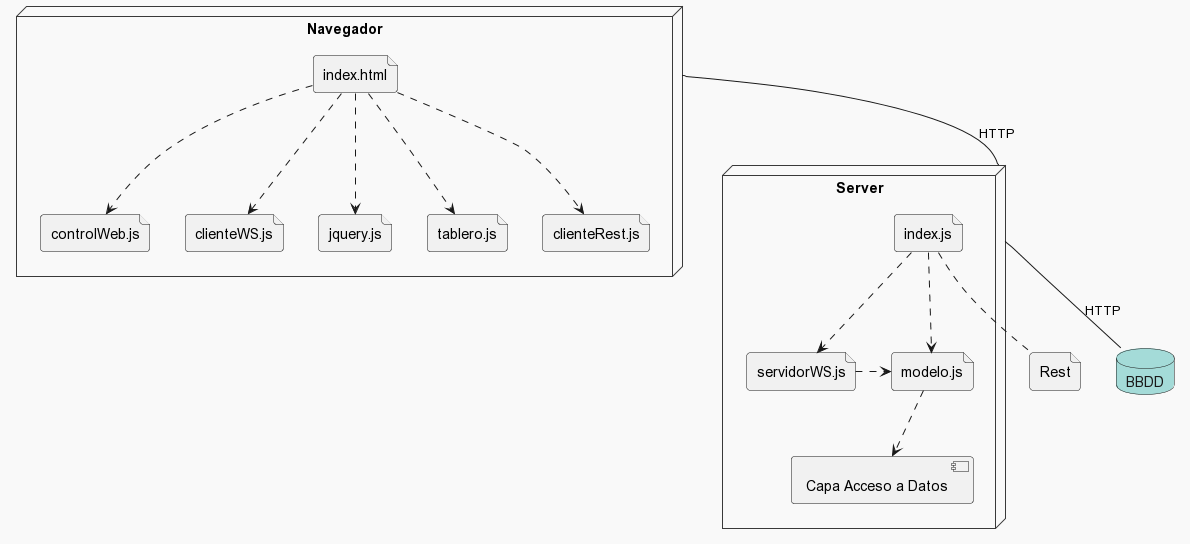 Navegador
index.html
HTTP
controlWeb.js
clienteWS.js
jquery.js
tablero.js
clienteRest.js
Server
index.js
HTTP
servidorWS.js
modelo.js
Rest
BBDD
Capa Acceso a Datos